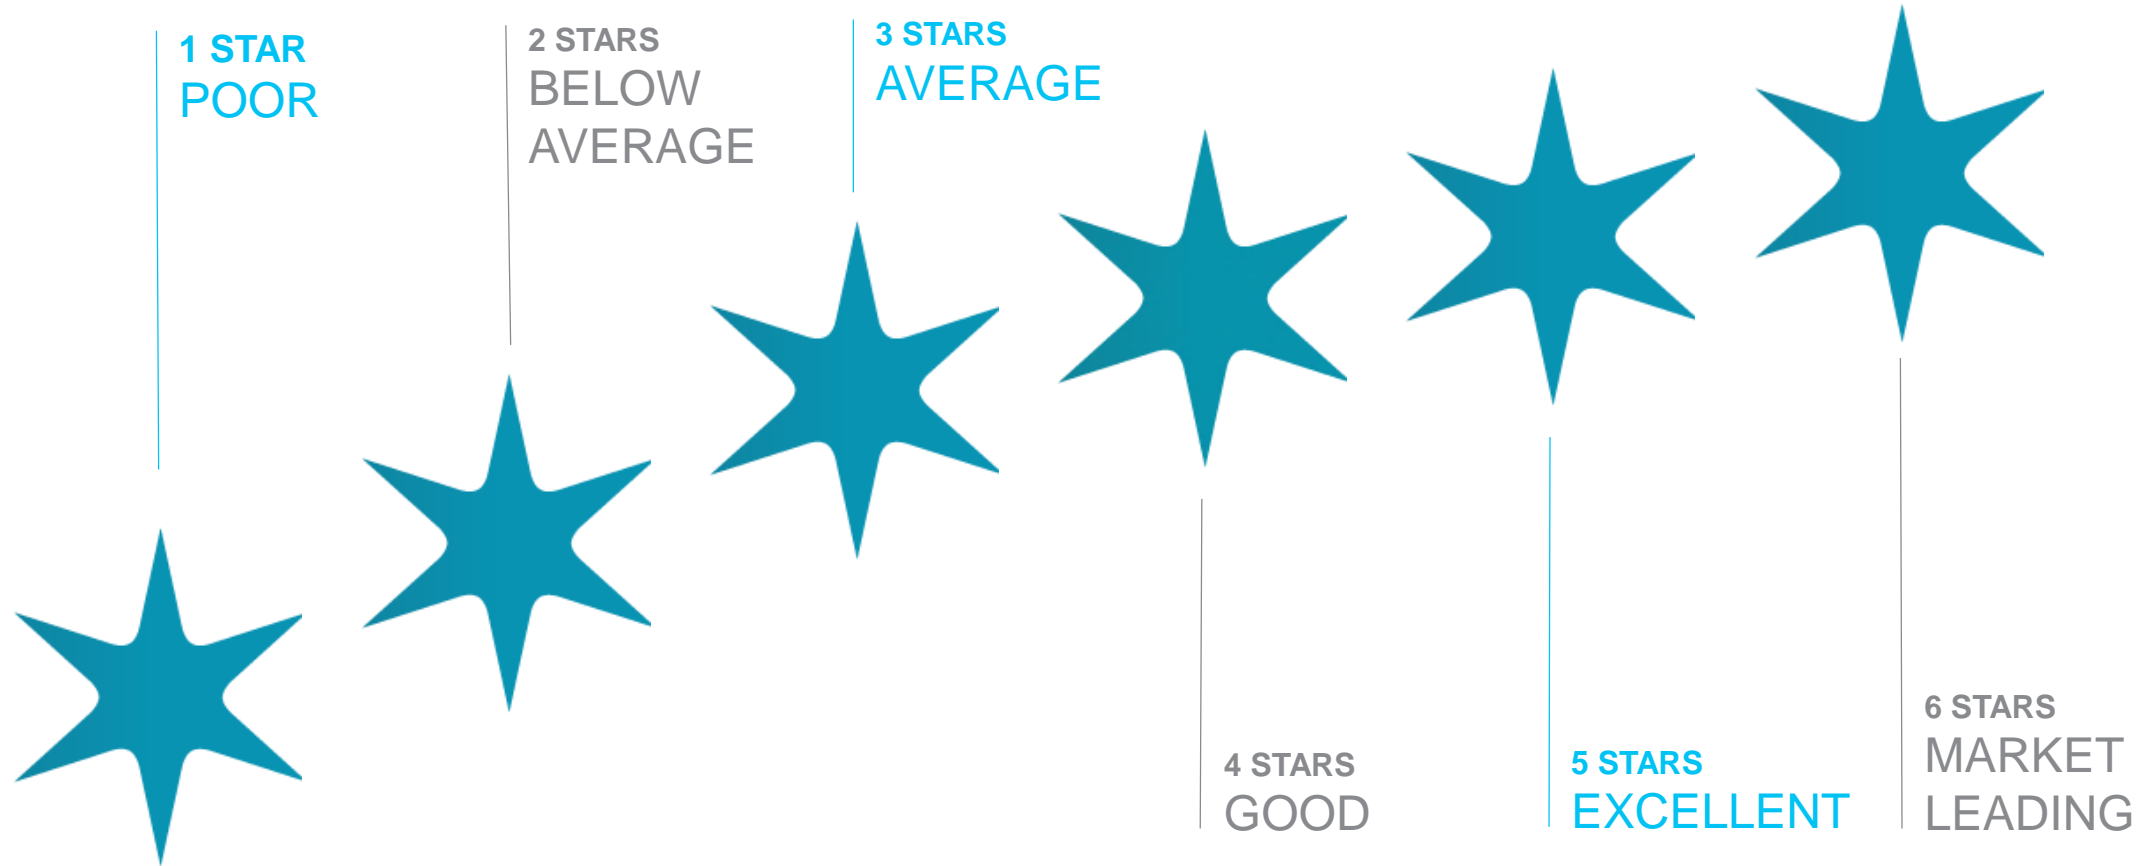 1 STAR
POOR
2 STARS
BELOW
AVERAGE
3 STARS
AVERAGE
4 STARS
GOOD
5 STARS
EXCELLENT
6 STARS
MARKET
LEADING